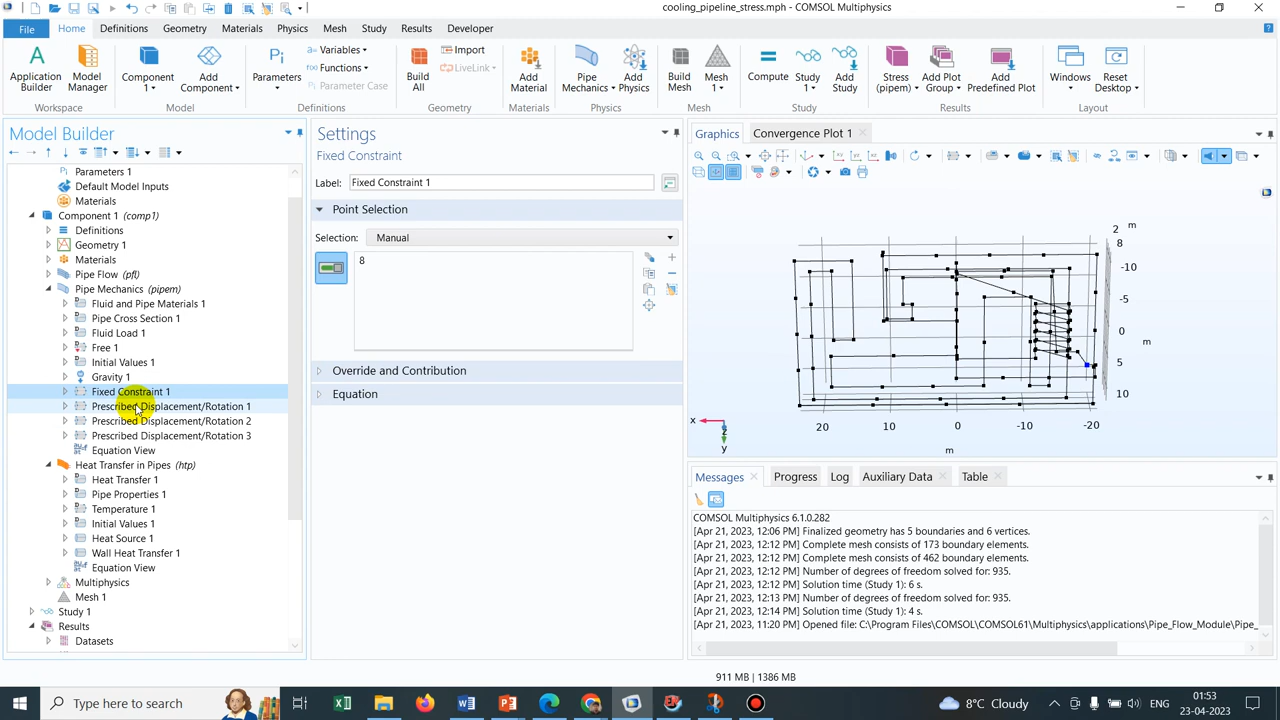 cooling_pipeline_stress.mph - COMSOL Multiphysics
File Home Definitions Geometry Materials Physics Mesh Study Results Developer
Application Builder
Model Manager
Workspace
Component 1
Add Component
Model
Parameters
Variables
Functions
Parameter Case
Definitions
Build All
Import
LiveLink
Geometry
Add Material
Materials
Pipe Mechanics
Add Physics
Physics
Build Mesh
Mesh 1
Mesh
Compute
Study 1
Add Study
Study
Stress (pipem)
Add Plot Group
Add Predefined Plot
Results
Windows
Reset Desktop
Layout
Model Builder
Parameters 1
Default Model Inputs
Materials
Component 1 (comp1)
Definitions
Geometry 1
Materials
Pipe Flow (pfl)
Pipe Mechanics (pipem)
Fluid and Pipe Materials 1
Pipe Cross Section 1
Fluid Load 1
Free 1
Initial Values 1
Gravity 1
Fixed Constraint 1
Prescribed Displacement/Rotation 1
Prescribed Displacement/Rotation 2
Prescribed Displacement/Rotation 3
Equation View
Heat Transfer in Pipes (htp)
Heat Transfer 1
Pipe Properties 1
Temperature 1
Initial Values 1
Heat Source 1
Wall Heat Transfer 1
Equation View
Multiphysics
Mesh 1
Study 1
Results
Datasets
Settings
Fixed Constraint
Label: Fixed Constraint 1
Point Selection
Selection: Manual
8
Override and Contribution
Equation
Graphics Convergence Plot 1
2 m
8
-10
-5
0
m
5
10
20 10 0 -10 -20
m
x
z
y
Messages Progress Log Auxiliary Data Table
COMSOL Multiphysics 6.1.0.282
[Apr 21, 2023, 12:06 PM] Finalized geometry has 5 boundaries and 6 vertices.
[Apr 21, 2023, 12:12 PM] Complete mesh consists of 173 boundary elements.
[Apr 21, 2023, 12:12 PM] Complete mesh consists of 462 boundary elements.
[Apr 21, 2023, 12:12 PM] Number of degrees of freedom solved for: 935.
[Apr 21, 2023, 12:12 PM] Solution time (Study 1): 6 s.
[Apr 21, 2023, 12:13 PM] Number of degrees of freedom solved for: 935.
[Apr 21, 2023, 12:14 PM] Solution time (Study 1): 4 s.
[Apr 21, 2023, 11:20 PM] Opened file: C:\Program Files\COMSOL\COMSOL61\Multiphysics\applications\Pipe_Flow_Module\Pipe_
911 MB | 1386 MB
Type here to search
8°C Cloudy
ENG
01:53
23-04-2023